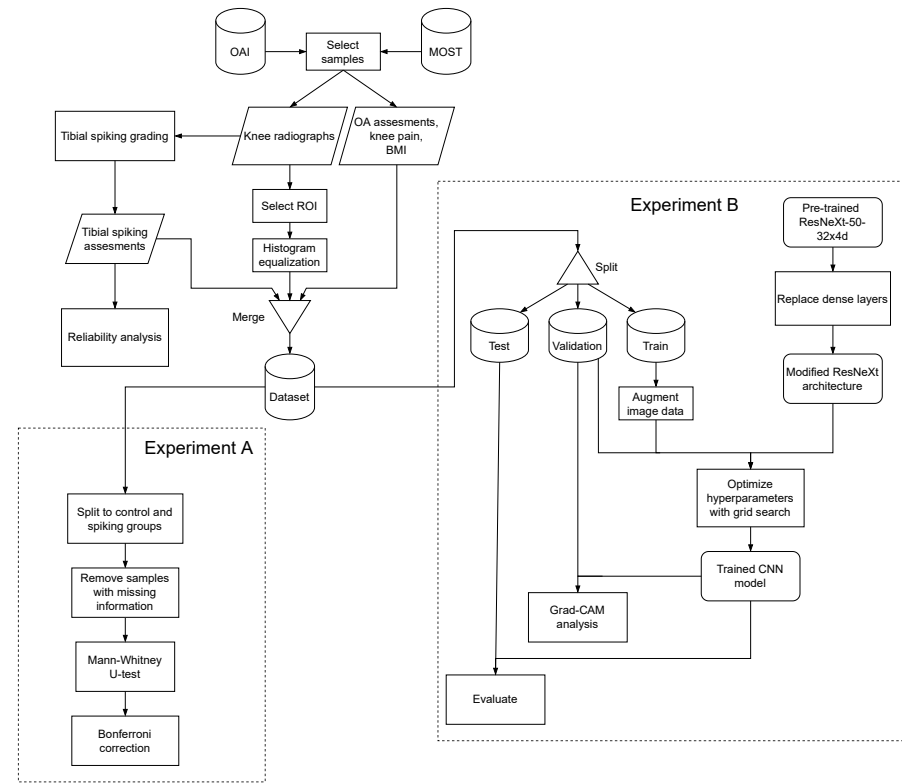 OAI
Select
samples
MOST
Tibial spiking grading
Knee radiographs
OA assesments,
knee pain,
BMI
Select ROI
Tibial spiking
assesments
Histogram
equalization
Merge
Reliability analysis
Dataset
Experiment A
Split to control and
spiking groups
Remove samples
with missing
information
Mann-Whitney
U-test
Bonferroni
correction
Experiment B
Pre-trained
ResNeXt-50-
32x4d
Split
Replace dense layers
Test
Validation
Train
Modified ResNeXt
architecture
Augment
image data
Optimize
hyperparameters
with grid search
Trained CNN
model
Grad-CAM
analysis
Evaluate